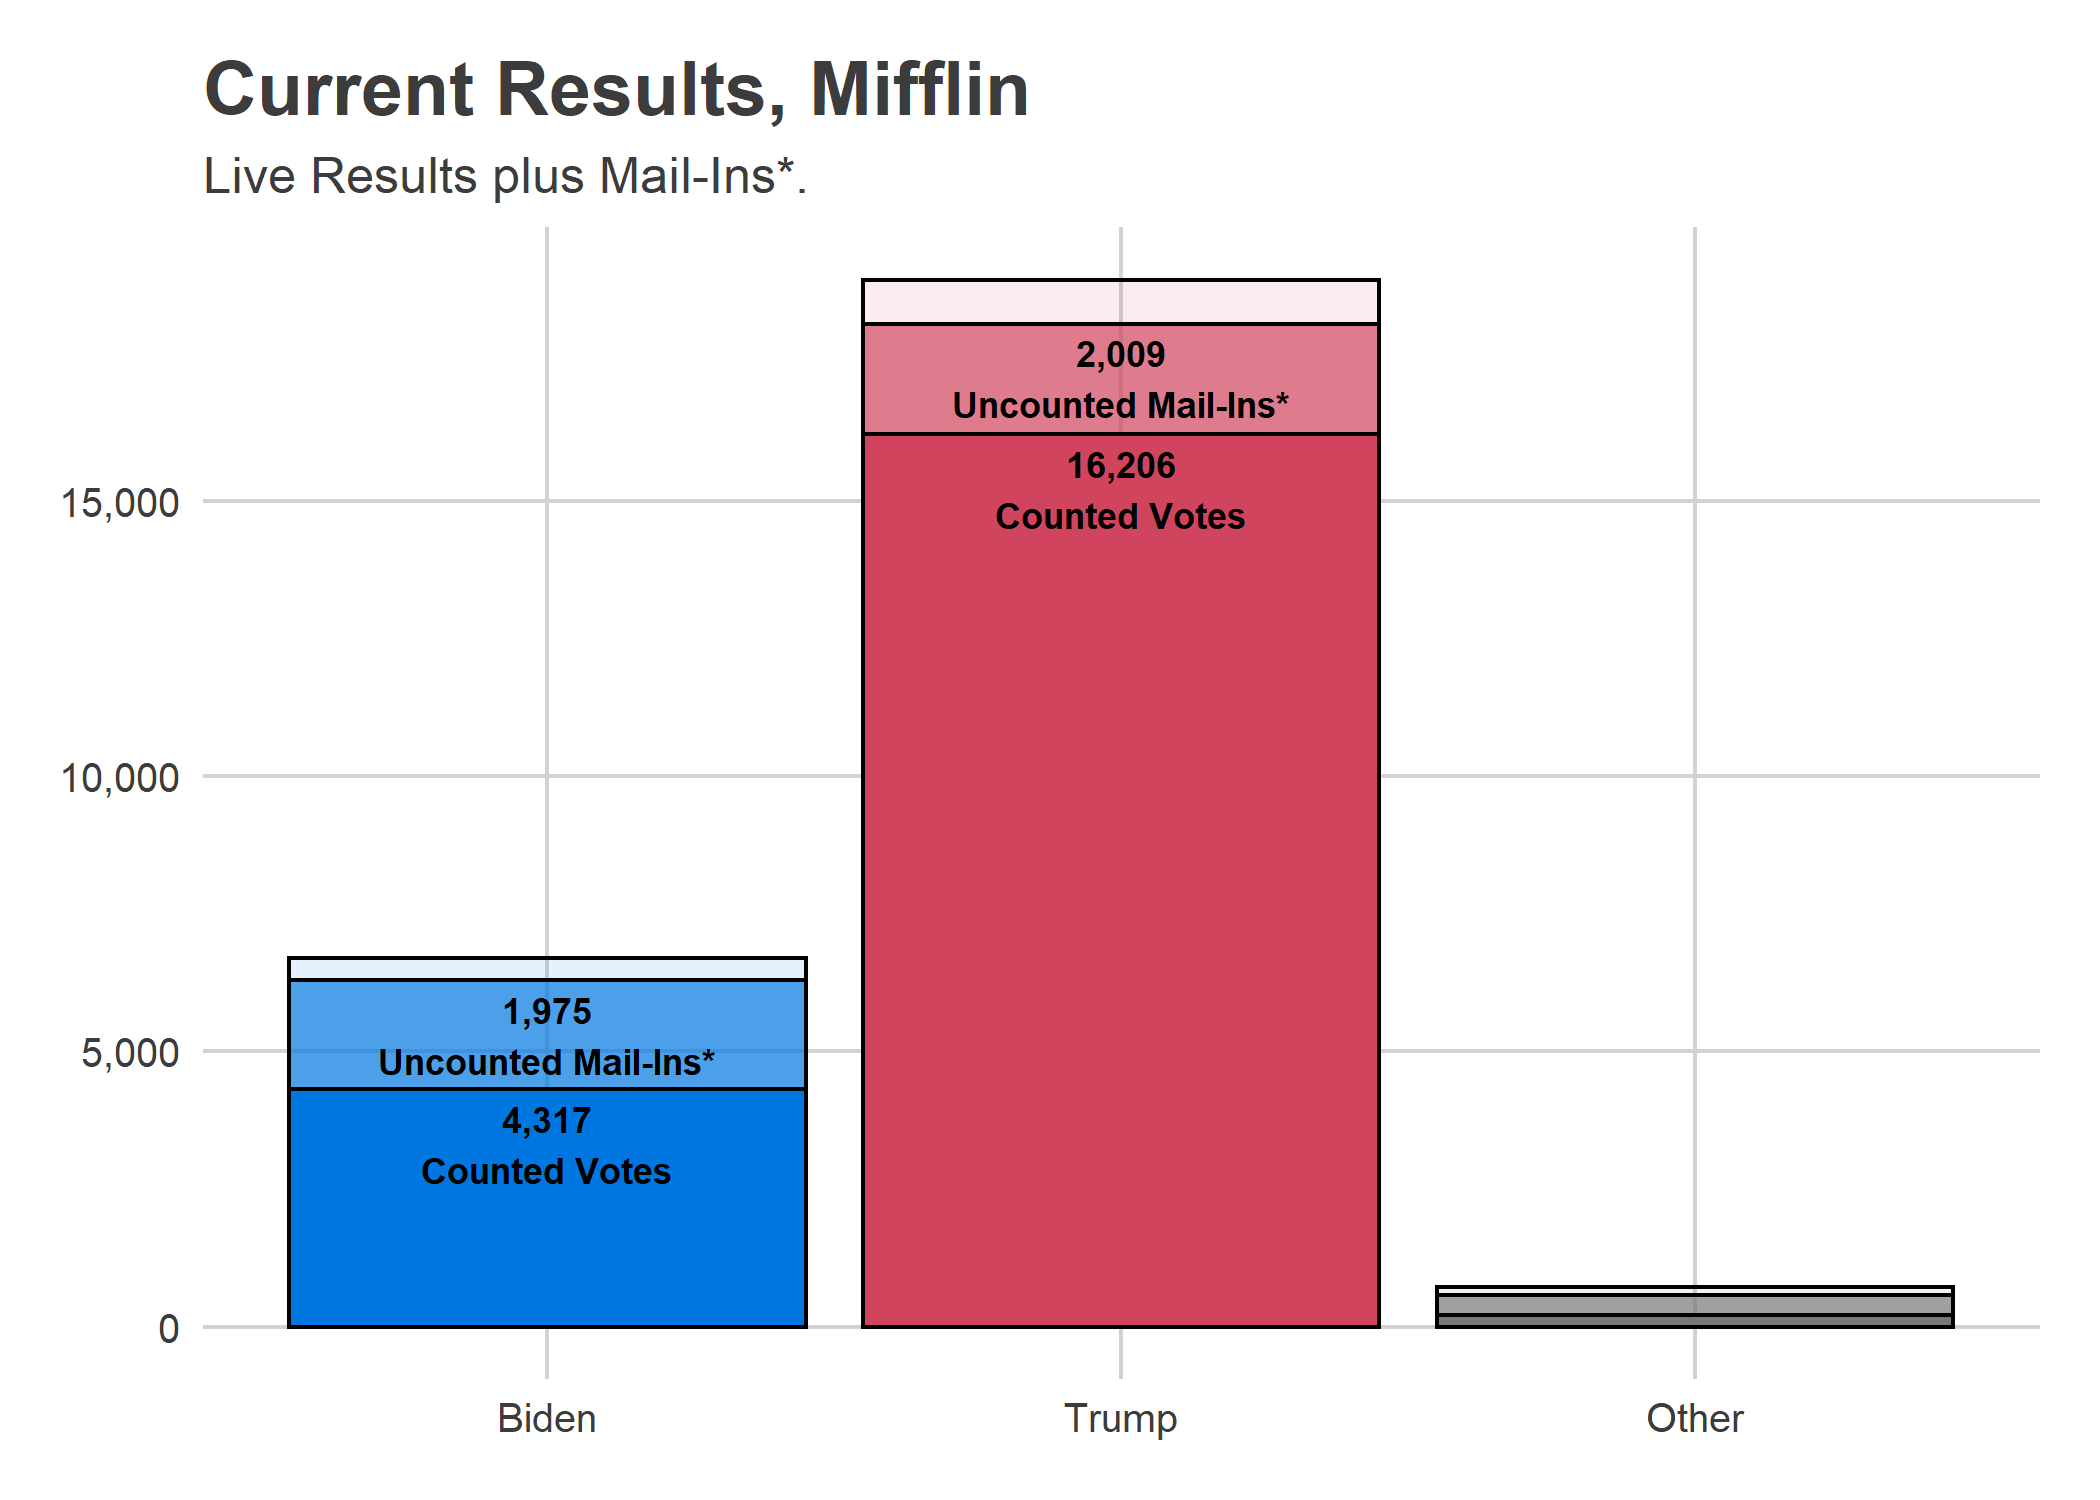 Current Results, Mifflin
Live Results plus Mail-Ins*.
2,009
Uncounted Mail-Ins*
16,206
Counted Votes
15,000
10,000
1,975
Uncounted Mail-Ins*
5,000
4,317
Counted Votes
0
Biden
Trump
Other